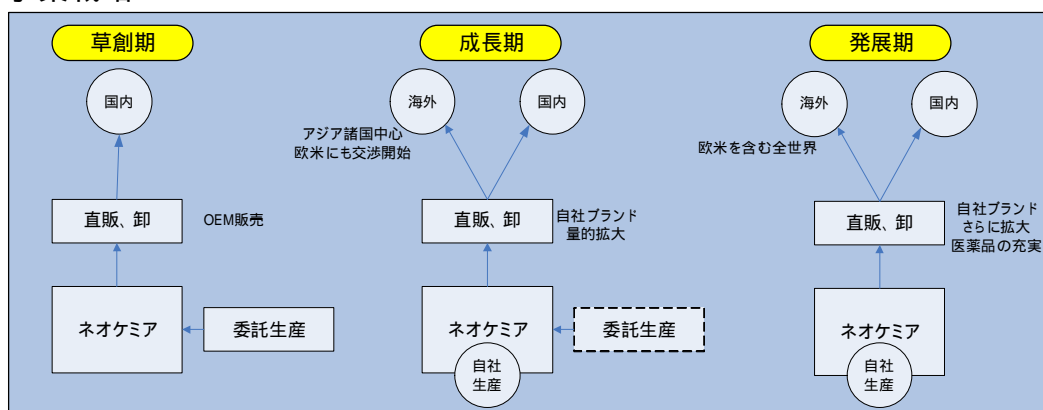 草創期
国内
直販、卸
OEM販売
ネオケミア
委託生産
成長期
海外
国内
アジア諸国中心
欧米にも交渉開始
直販、卸
自社ブランド
量的拡大
ネオケミア
委託生産
自社
生産
発展期
海外
国内
欧米を含む全世界
直販、卸
自社ブランド
さらに拡大
医薬品の充実
ネオケミア
自社
生産